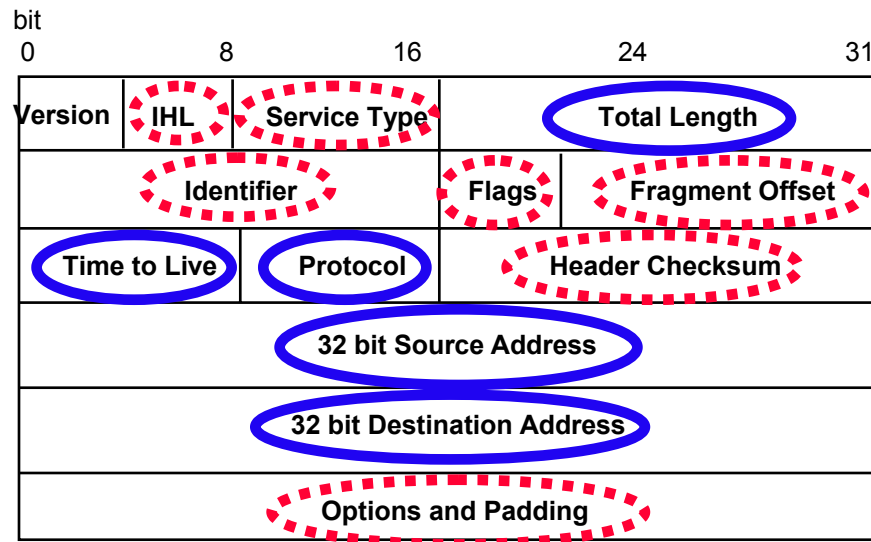 bit
0 8 16 24 31
Version IHL Service Type Total Length
Identifier Flags Fragment Offset
Time to Live Protocol Header Checksum
32 bit Source Address
32 bit Destination Address
Options and Padding